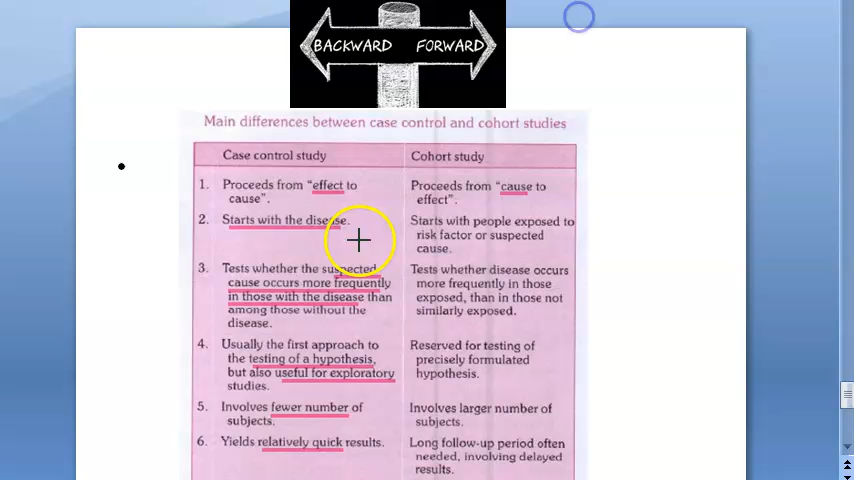 BACKWARD FORWARD
Main differences between case control and cohort studies
Case control study Cohort study
1. Proceeds from "effect to Proceeds from "cause to
cause". effect".
2. Starts with the disease. Starts with people exposed to
risk factor or suspected
cause.
3. Tests whether the suspected Tests whether disease occurs
cause occurs more frequently more frequently in those
in those with the disease than exposed, than in those not
among those without the similarly exposed.
disease.
4. Usually the first approach to Reserved for testing of
the testing of a hypothesis, precisely formulated
but also useful for exploratory hypothesis.
studies.
5. Involves fewer number of Involves larger number of
subjects. subjects.
6. Yields relatively quick results. Long follow-up period often
needed, involving delayed
results.